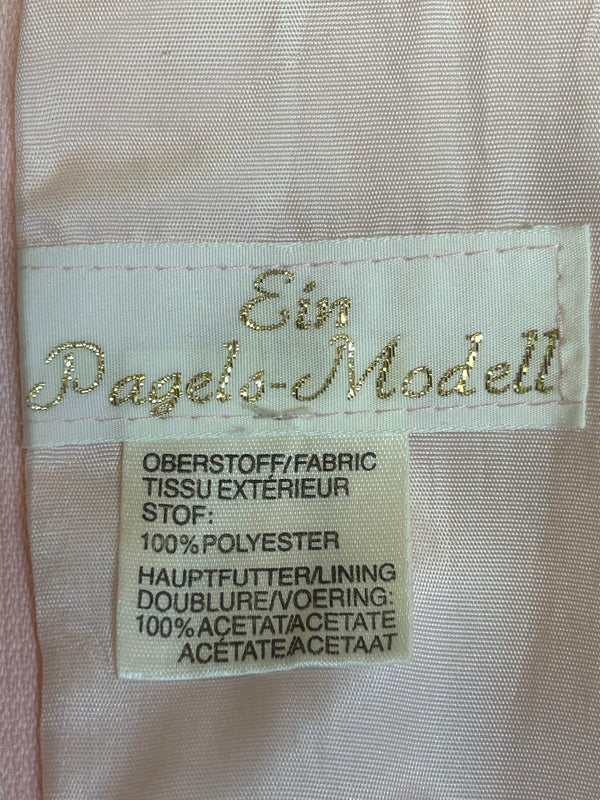 Ein
Pagels-Modell
OBERSTOFF/FABRIC
TISSU EXTÉRIEUR
STOF:
100% POLYESTER
HAUPTFUTTER/LINING
DOUBLURE/VOERING:
100% ACETAT/ACETATE
ACÉTATE/ACETAAT